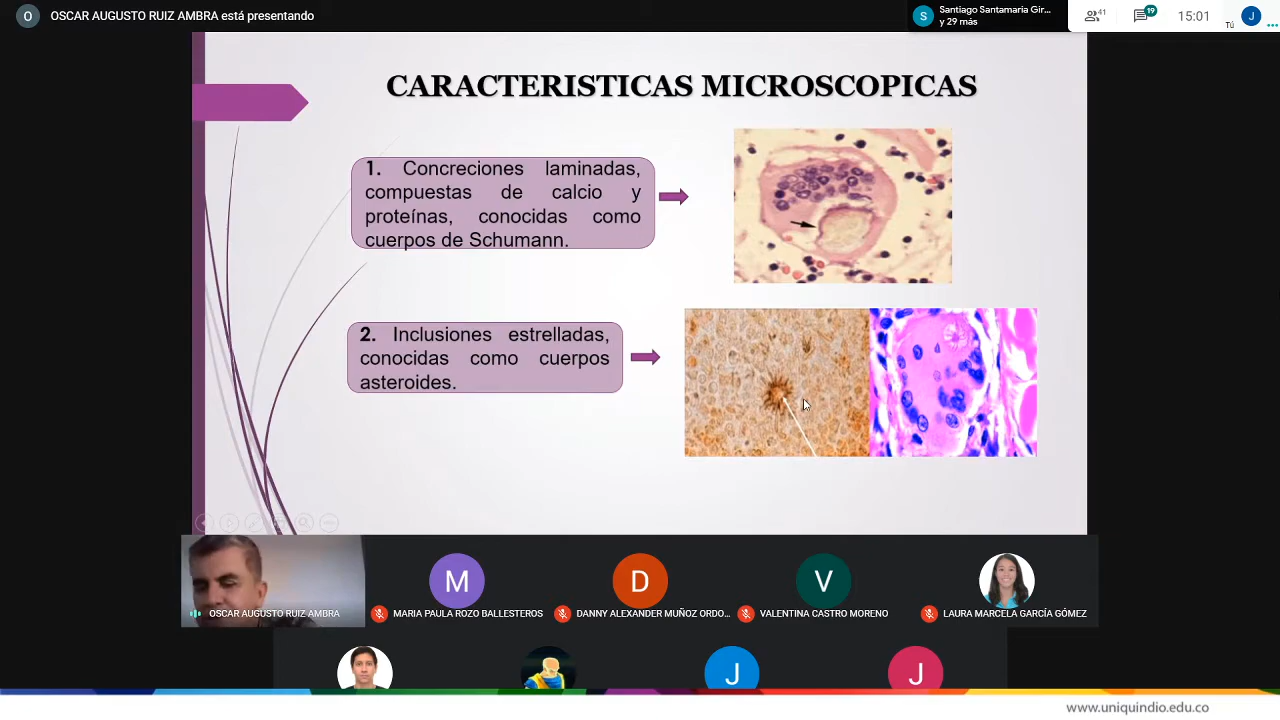 O
OSCAR AUGUSTO RUIZ AMBRA está presentando
S
Santiago Santamaria Gir...
y 29 más
41
19
15:01
Tú
J
CARACTERISTICAS MICROSCOPICAS
1. Concreciones laminadas,
compuestas de calcio y
proteínas, conocidas como
cuerpos de Schumann.
2. Inclusiones estrelladas,
conocidas como cuerpos
asteroides.
OSCAR AUGUSTO RUIZ AMBRA
M
MARIA PAULA ROZO BALLESTEROS
D
DANNY ALEXANDER MUÑOZ ORDO...
V
VALENTINA CASTRO MORENO
LAURA MARCELA GARCÍA GÓMEZ
J
J
www.uniquindio.edu.co